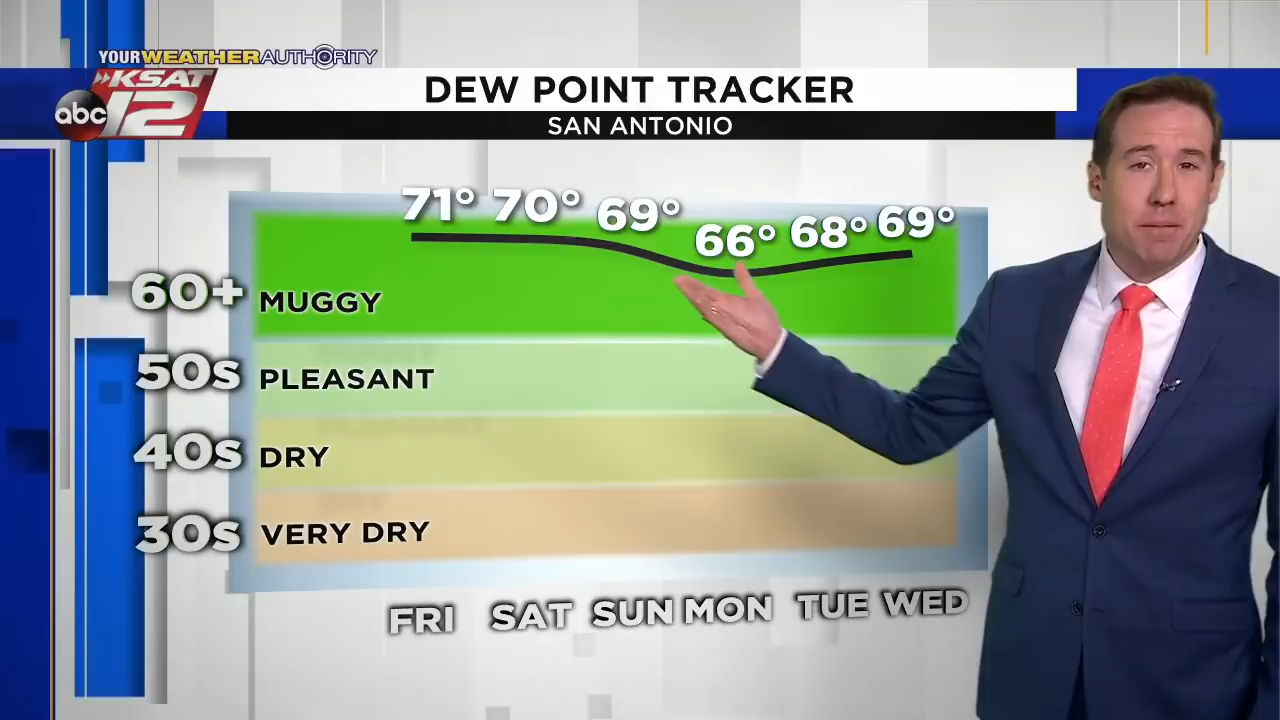 YOUR WEATHER AUTHORITY
KSAT
abc 12
DEW POINT TRACKER
SAN ANTONIO
71° 70° 69° 66° 68° 69°
60+ MUGGY
50s PLEASANT
40s DRY
30s VERY DRY
FRI SAT SUN MON TUE WED